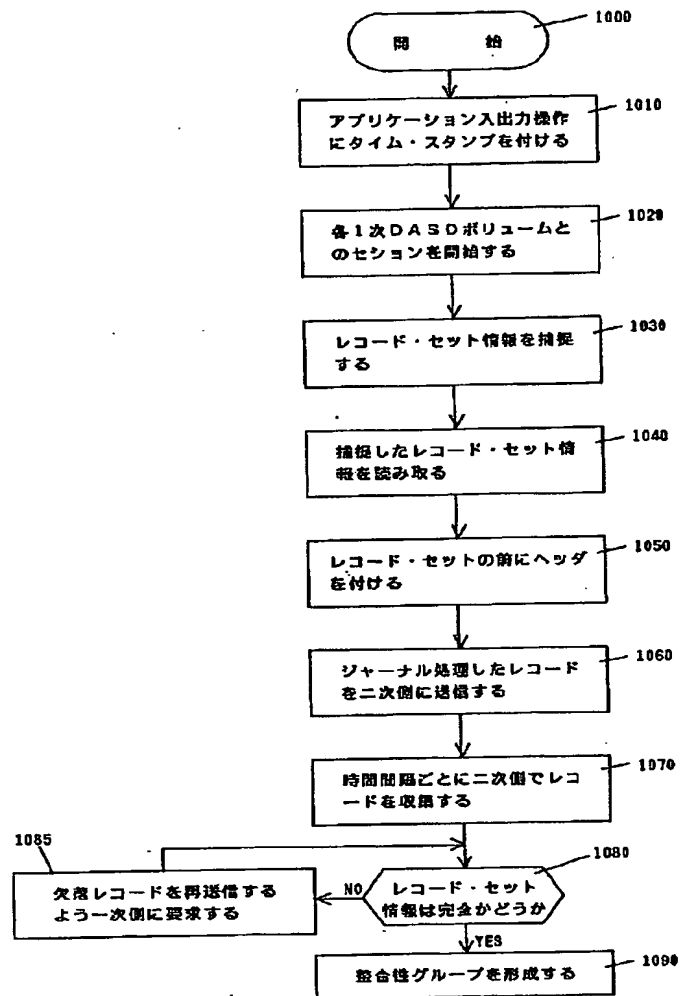 1000
開 始
1010
アプリケーション入出力操作
にタイム・スタンプを付ける
1020
各1次DASDボリュームと
のセションを開始する
1030
レコード・セット情報を捕捉
する
1040
捕捉したレコード・セット情
報を読み取る
1050
レコード・セットの前にヘッダ
を付ける
1060
ジャーナル処理したレコード
を二次側に送信する
1070
時間間隔ごとに二次側でレコ
ードを収集する
1085
欠落レコードを再送信する
よう一次側に要求する
NO
1080
レコード・セット
情報は完全かどうか
YES
1090
整合性グループを形成する